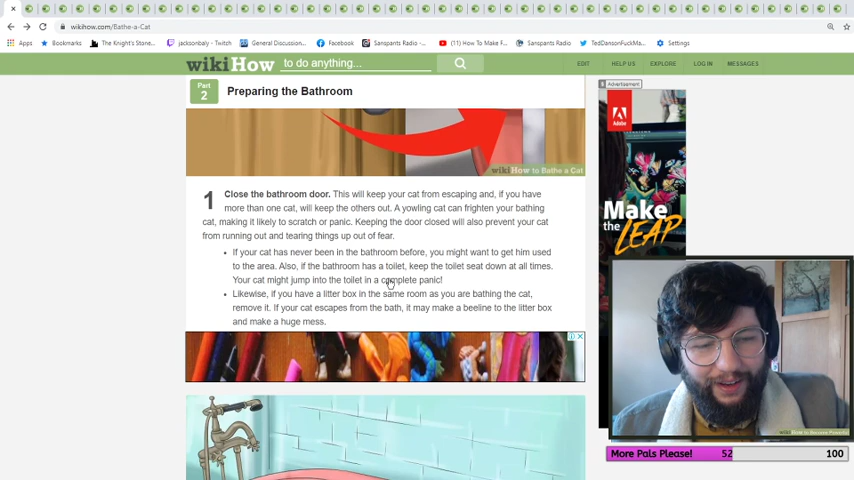 wikihow.com/Bathe-a-Cat
Apps
Bookmarks
The Knight's Stone...
jacksonbaly - Twitch
General Discussion...
Facebook
Sanspants Radio -...
(11) How To Make F...
Sanspants Radio
TedDansonFuckMa...
Settings
wikiHow to do anything...
EDIT
HELP US
EXPLORE
LOG IN
MESSAGES
Part
2
Preparing the Bathroom
wikiHow to Bathe a Cat
1 Close the bathroom door. This will keep your cat from escaping and, if you have
more than one cat, will keep the others out. A yowling cat can frighten your bathing
cat, making it likely to scratch or panic. Keeping the door closed will also prevent your cat
from running out and tearing things up out of fear.
If your cat has never been in the bathroom before, you might want to get him used
to the area. Also, if the bathroom has a toilet, keep the toilet seat down at all times.
Your cat might jump into the toilet in a complete panic!
Likewise, if you have a litter box in the same room as you are bathing the cat,
remove it. If your cat escapes from the bath, it may make a beeline to the litter box
and make a huge mess.
Advertisement
Adobe
Make
the LEAP
wikiHow to Become Powerful
More Pals Please! 52 100